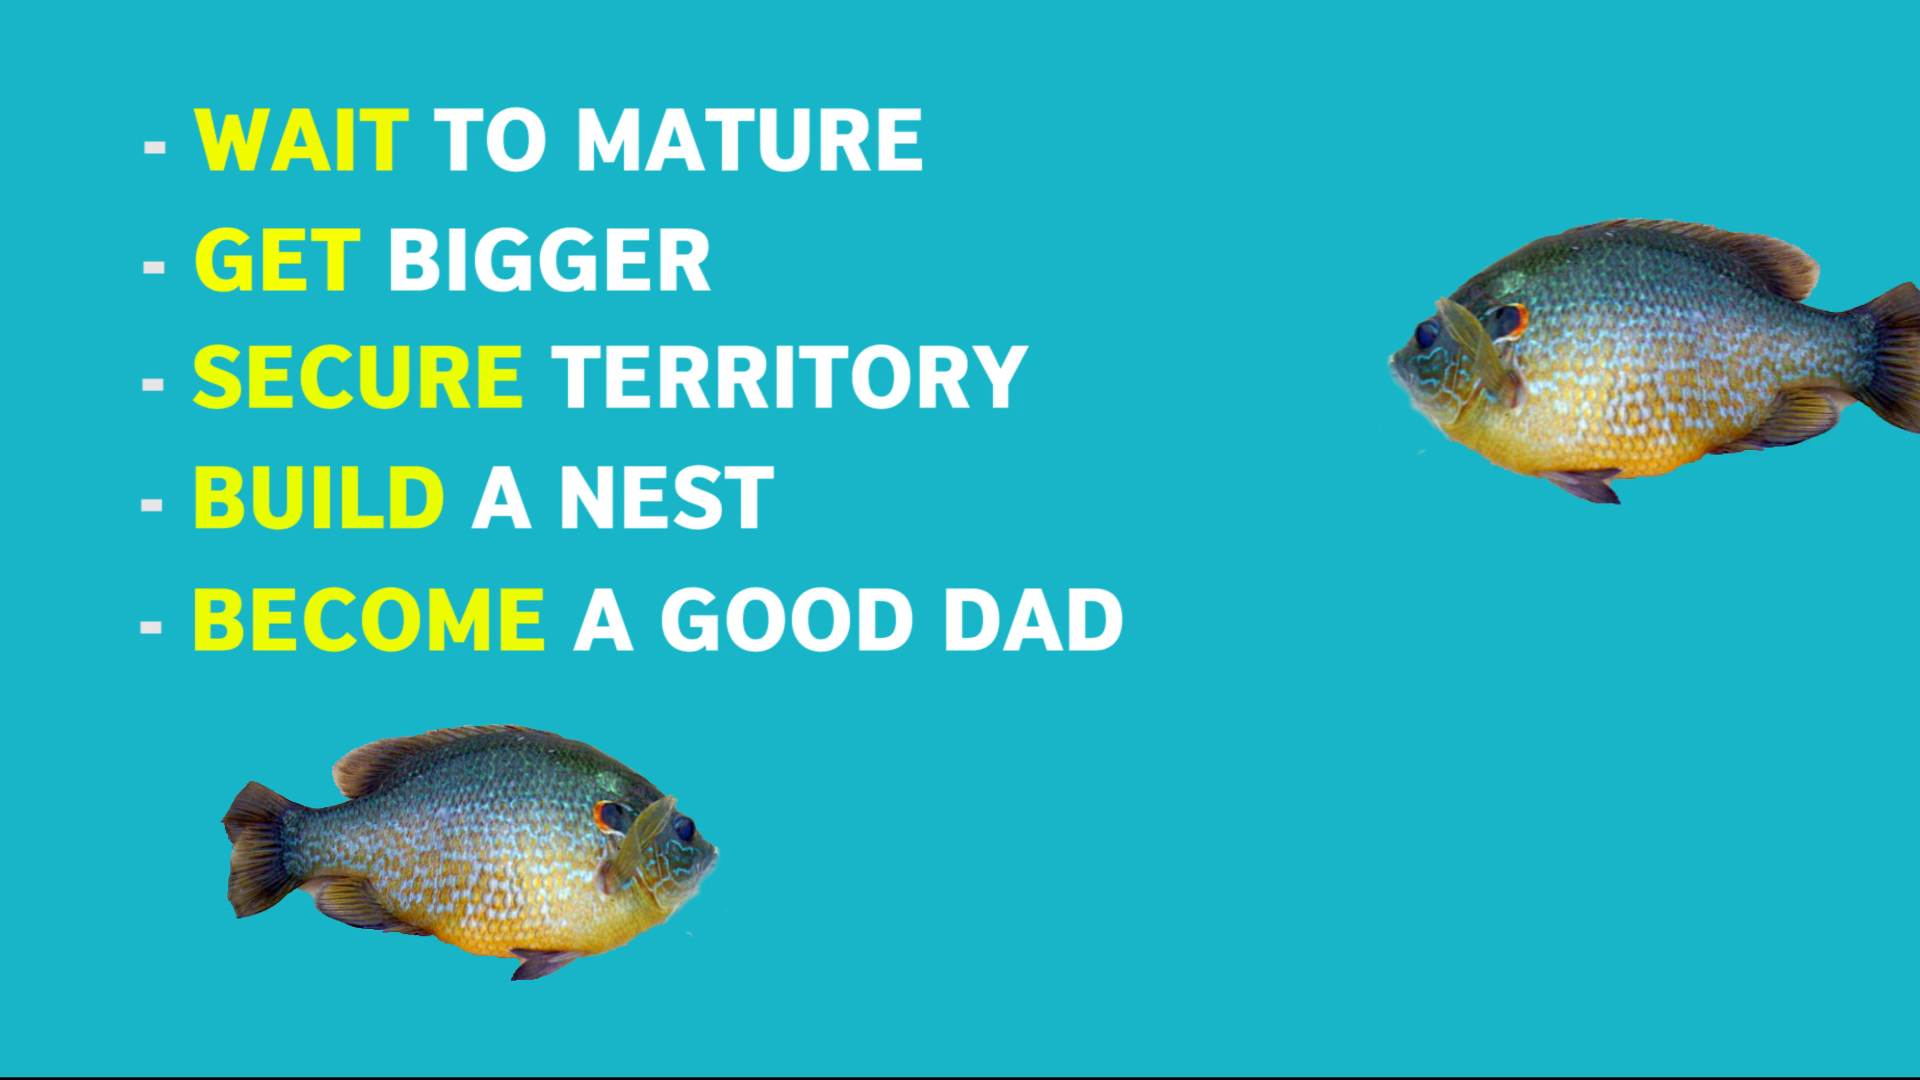 - WAIT TO MATURE
- GET BIGGER
- SECURE TERRITORY
- BUILD A NEST
- BECOME A GOOD DAD